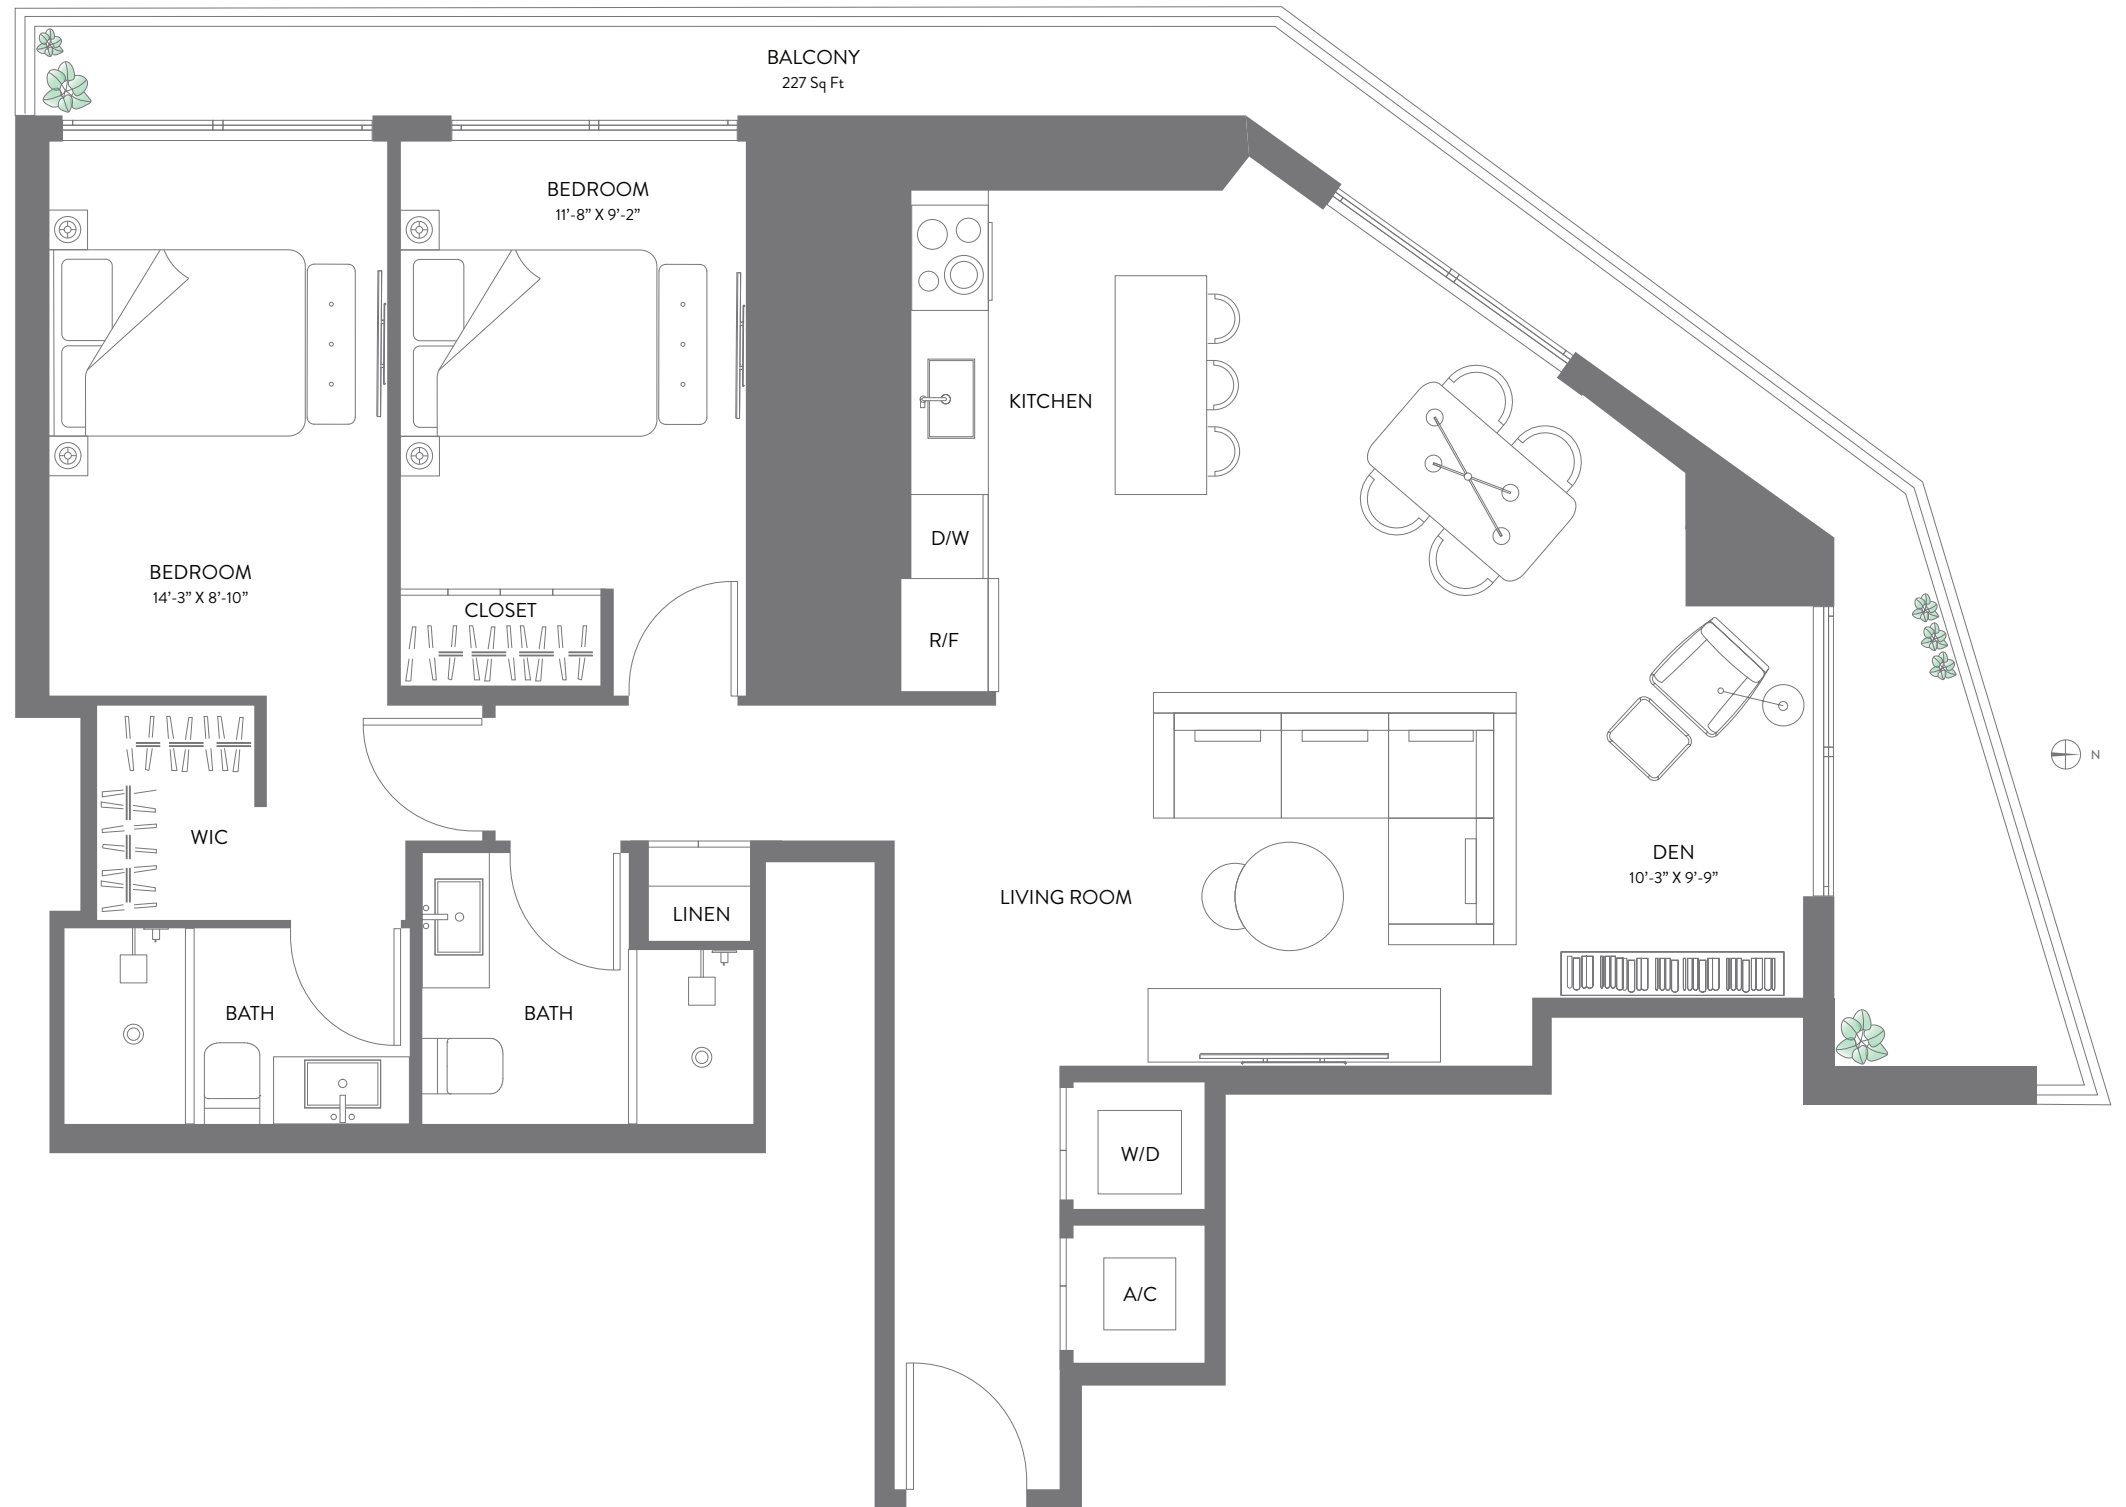 BALCONY
227 Sq Ft
BEDROOM
11'-8” X 9'-2”
KITCHEN
D/W
BEDROOM
14'-3” X 8'-10”
CLOSET
R/F
N
WIC
DEN
10'-3” X 9'-9”
LIVING ROOM
LINEN
BATH
BATH
W/D
A/C